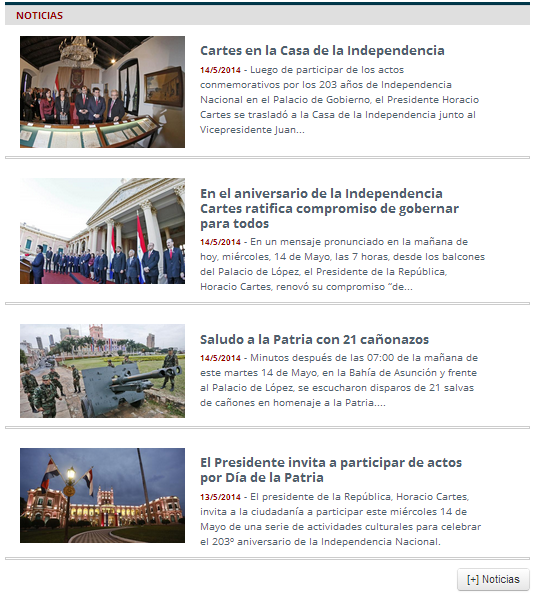 NOTICIAS
Cartes en la Casa de la Independencia
14/5/2014 - Luego de participar de los actos
conmemorativos por los 203 años de Independencia
Nacional en el Palacio de Gobierno, el Presidente Horacio
Cartes se trasladó a la Casa de la Independencia junto al
Vicepresidente Juan...
En el aniversario de la Independencia
Cartes ratifica compromiso de gobernar
para todos
14/5/2014 - En un mensaje pronunciado en la mañana de
hoy, miércoles, 14 de Mayo, las 7 horas, desde los balcones
del Palacio de López, el Presidente de la República,
Horacio Cartes, renovó su compromiso “de...
Saludo a la Patria con 21 cañonazos
14/5/2014 - Minutos después de las 07:00 de la mañana de
este martes 14 de Mayo, en la Bahía de Asunción y frente
al Palacio de López, se escucharon disparos de 21 salvas
de cañones en homenaje a la Patria....
El Presidente invita a participar de actos
por Día de la Patria
13/5/2014 - El presidente de la República, Horacio Cartes,
invita a la ciudadanía a participar este miércoles 14 de
Mayo de una serie de actividades culturales para celebrar
el 203º aniversario de la Independencia Nacional.
[+] Noticias